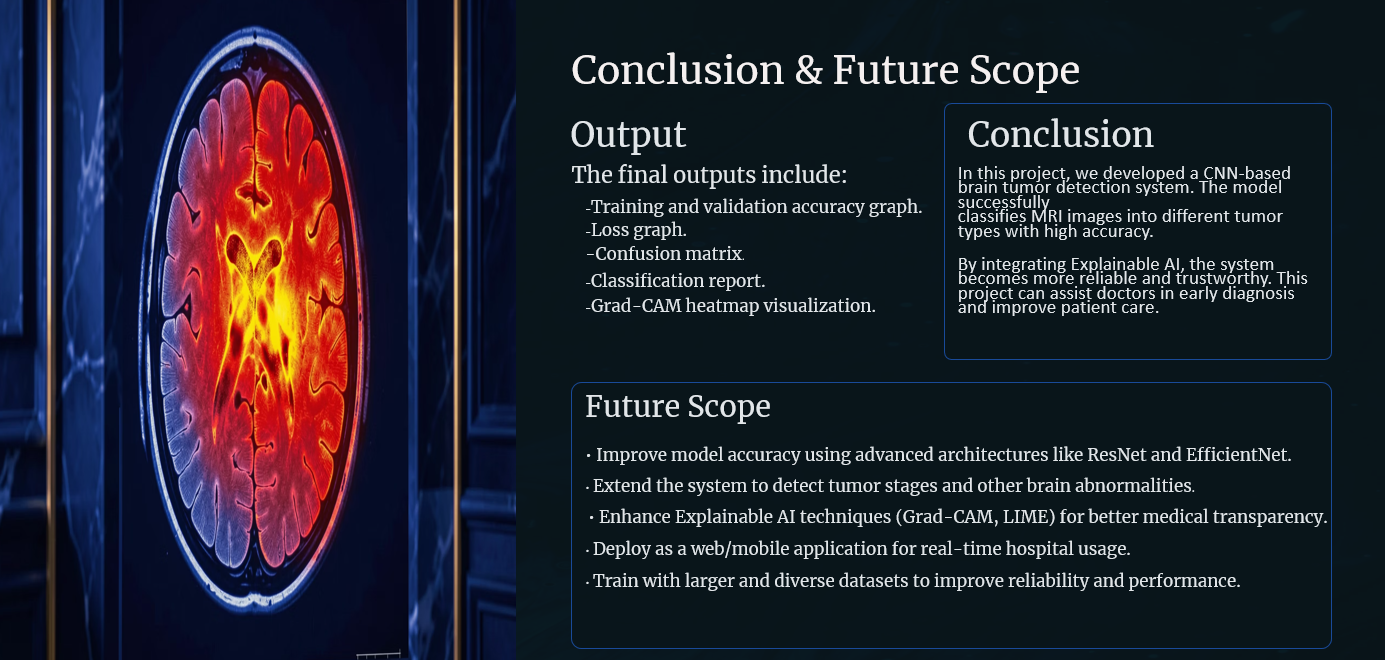 Conclusion & Future Scope
Output
The final outputs include:
-Training and validation accuracy graph.
-Loss graph.
-Confusion matrix.
-Classification report.
-Grad-CAM heatmap visualization.
Conclusion
In this project, we developed a CNN-based
brain tumor detection system. The model
successfully
classifies MRI images into different tumor
types with high accuracy.
By integrating Explainable AI, the system
becomes more reliable and trustworthy. This
project can assist doctors in early diagnosis
and improve patient care.
Future Scope
• Improve model accuracy using advanced architectures like ResNet and EfficientNet.
• Extend the system to detect tumor stages and other brain abnormalities.
• Enhance Explainable AI techniques (Grad-CAM, LIME) for better medical transparency.
• Deploy as a web/mobile application for real-time hospital usage.
• Train with larger and diverse datasets to improve reliability and performance.